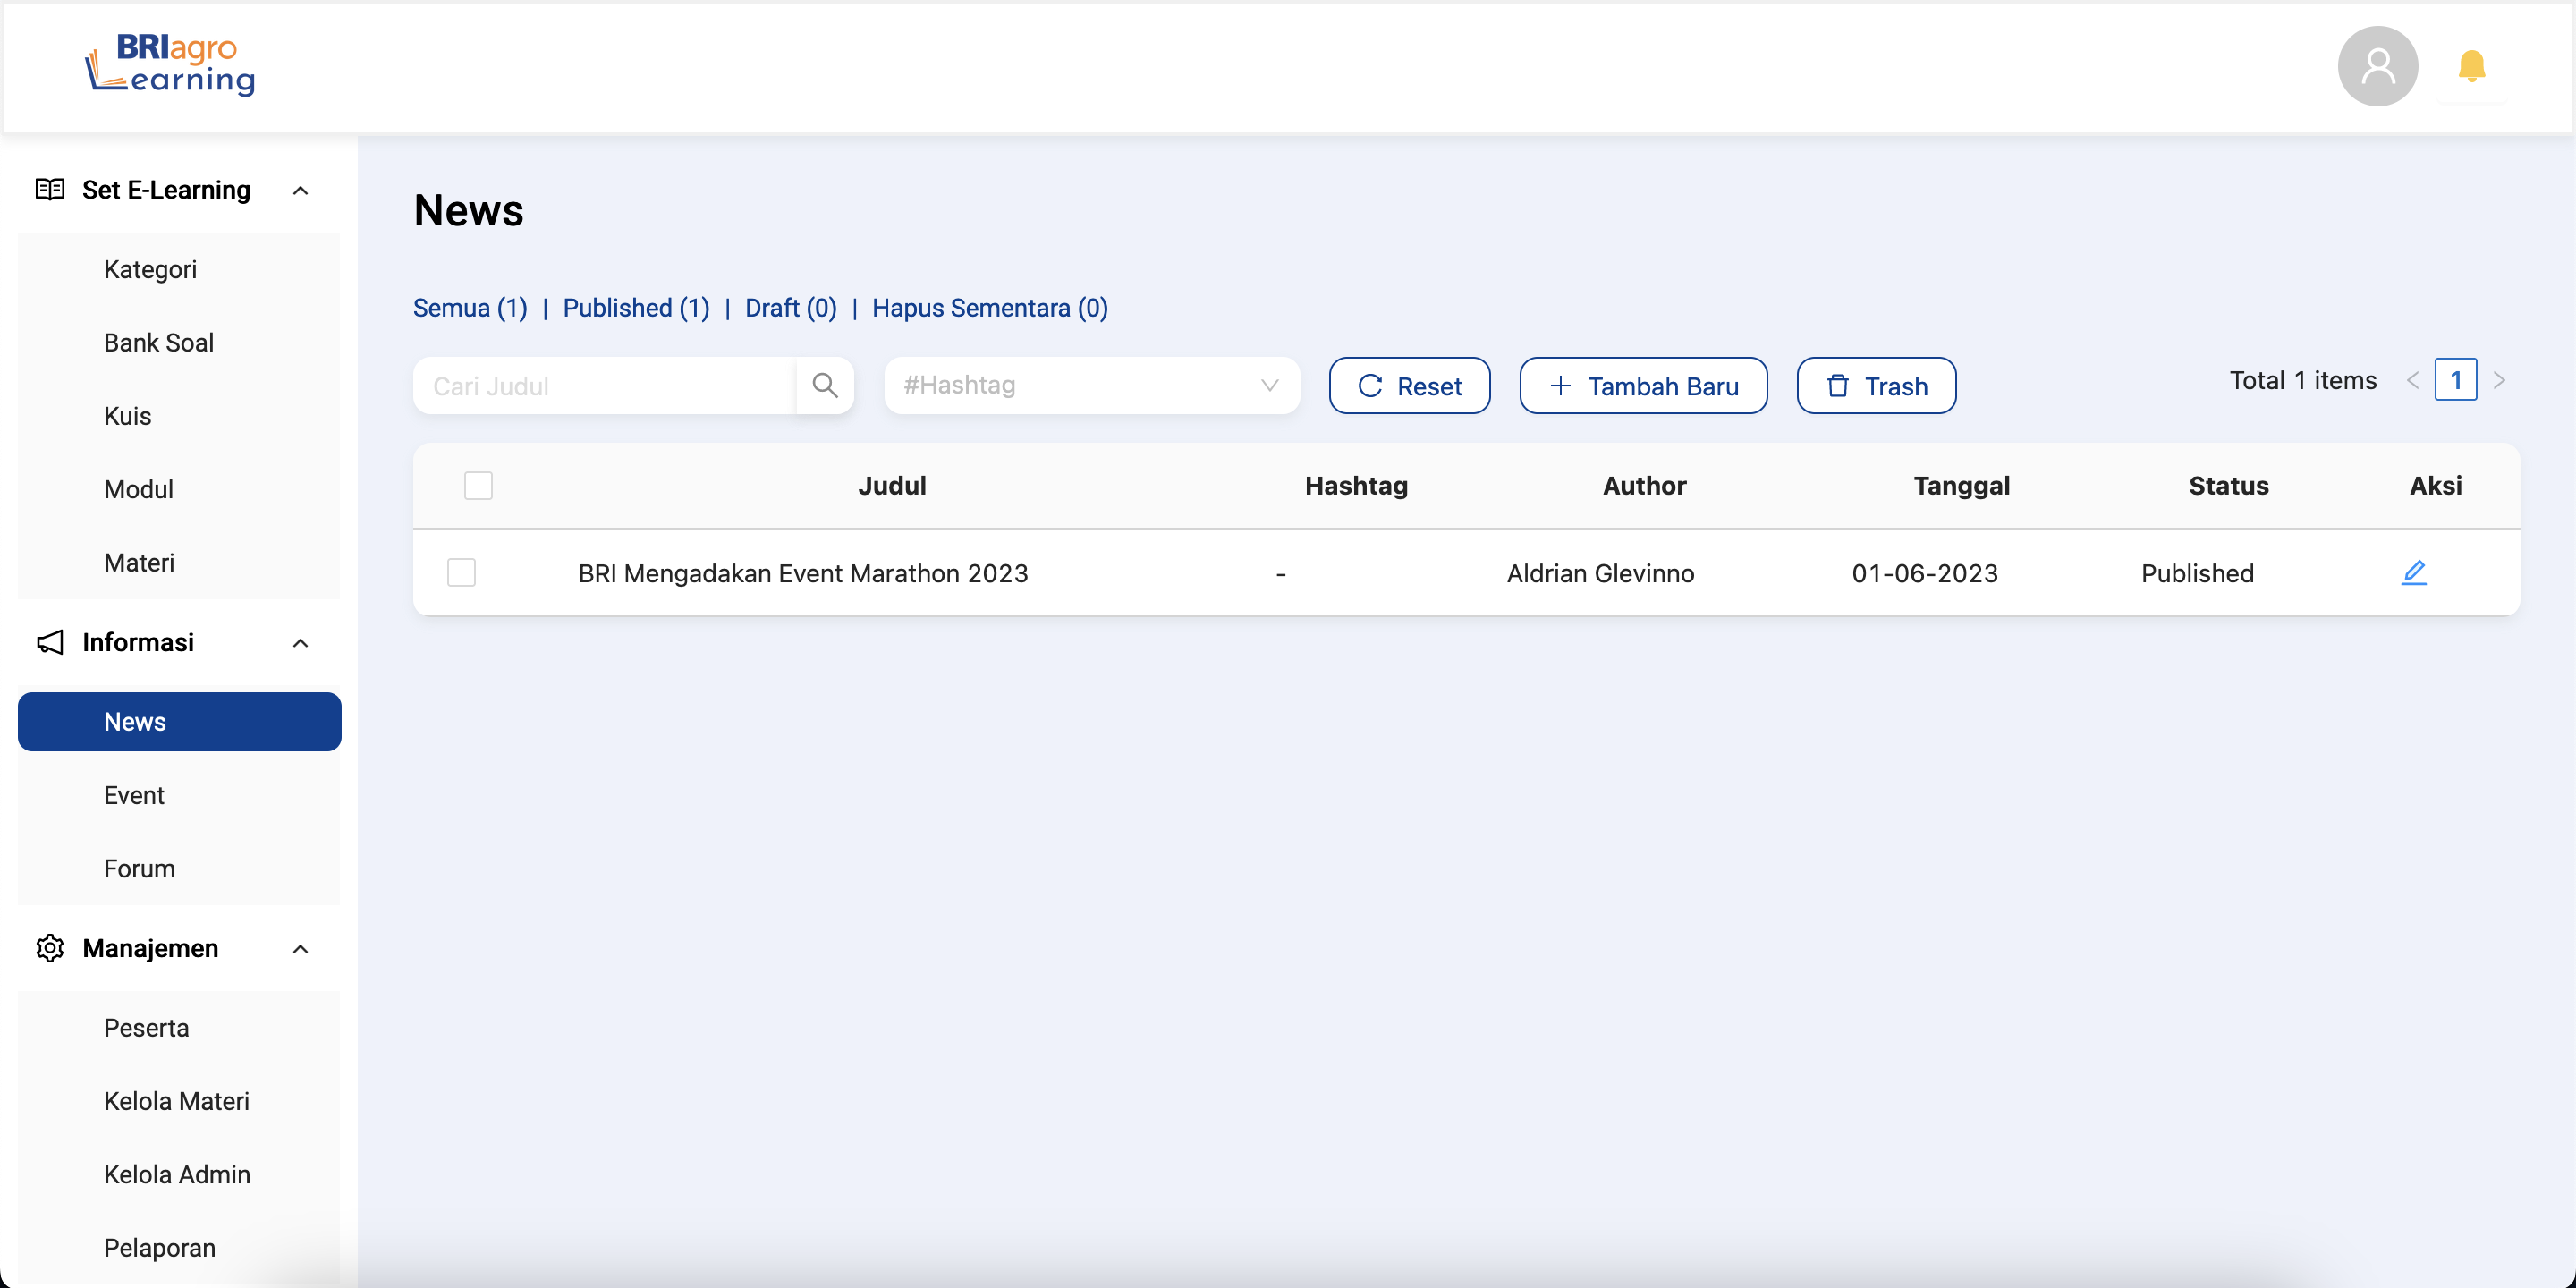 BRIagro
Learning
Set E-Learning
Kategori
Bank Soal
Kuis
Modul
Materi
Informasi
News
Event
Forum
Manajemen
Peserta
Kelola Materi
Kelola Admin
Pelaporan
News
Semua (1) | Published (1) | Draft (0) | Hapus Sementara (0)
Cari Judul #Hashtag Reset Tambah Baru Trash Total 1 items 1
Judul Hashtag Author Tanggal Status Aksi
BRI Mengadakan Event Marathon 2023 - Aldrian Glevinno 01-06-2023 Published